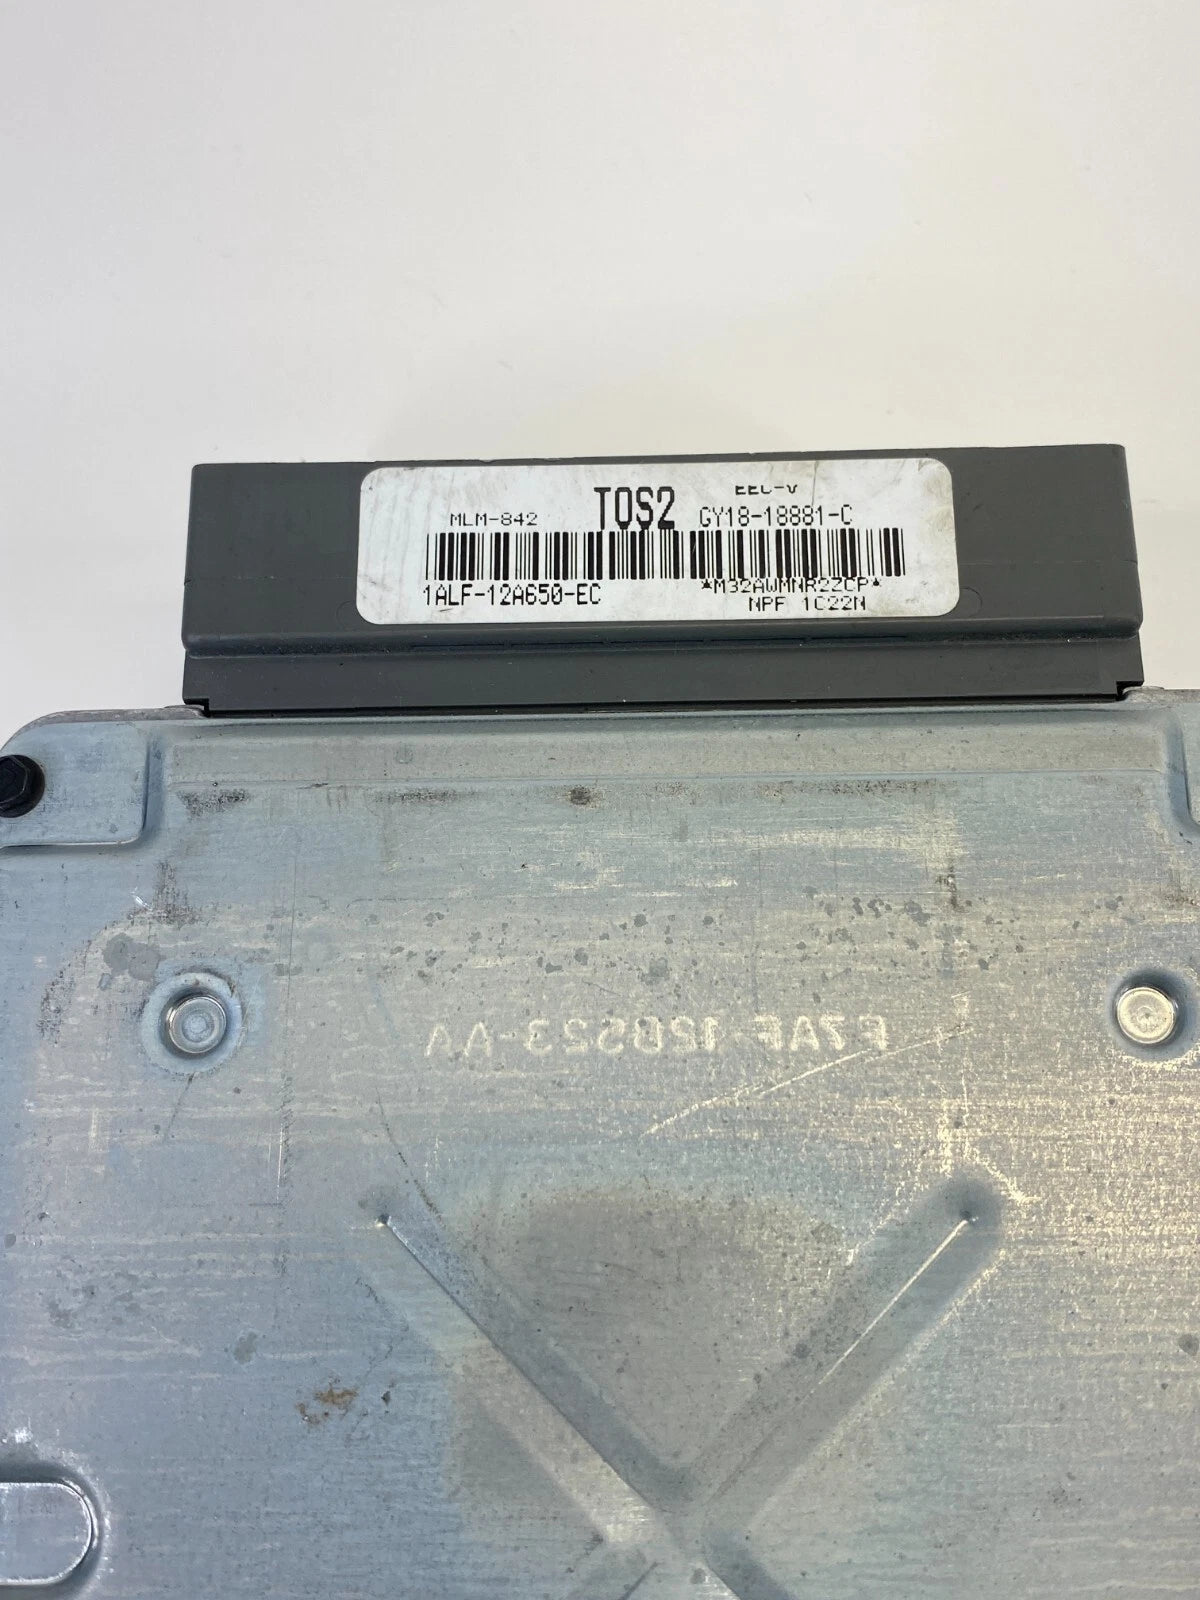 EEC-V
MLM-842 TOS2 GY18-18881-C
1ALF-12A650-EC *M32AWMNR2ZCP*
NPF 1C22N
F7AF-12B523-AA